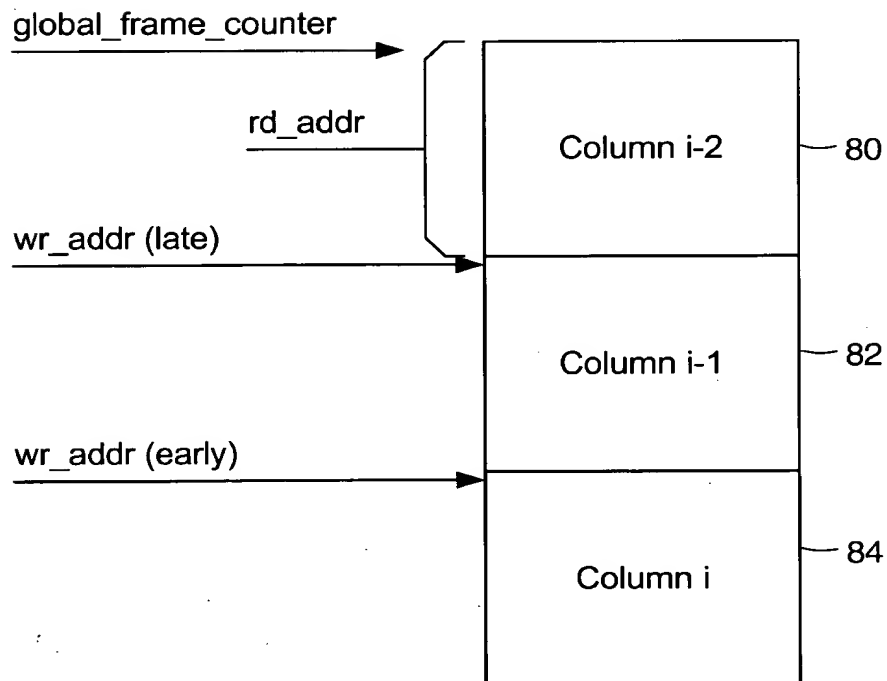 global_frame_counter
rd_addr
Column i-2
80
wr_addr (late)
Column i-1
82
wr_addr (early)
Column i
84